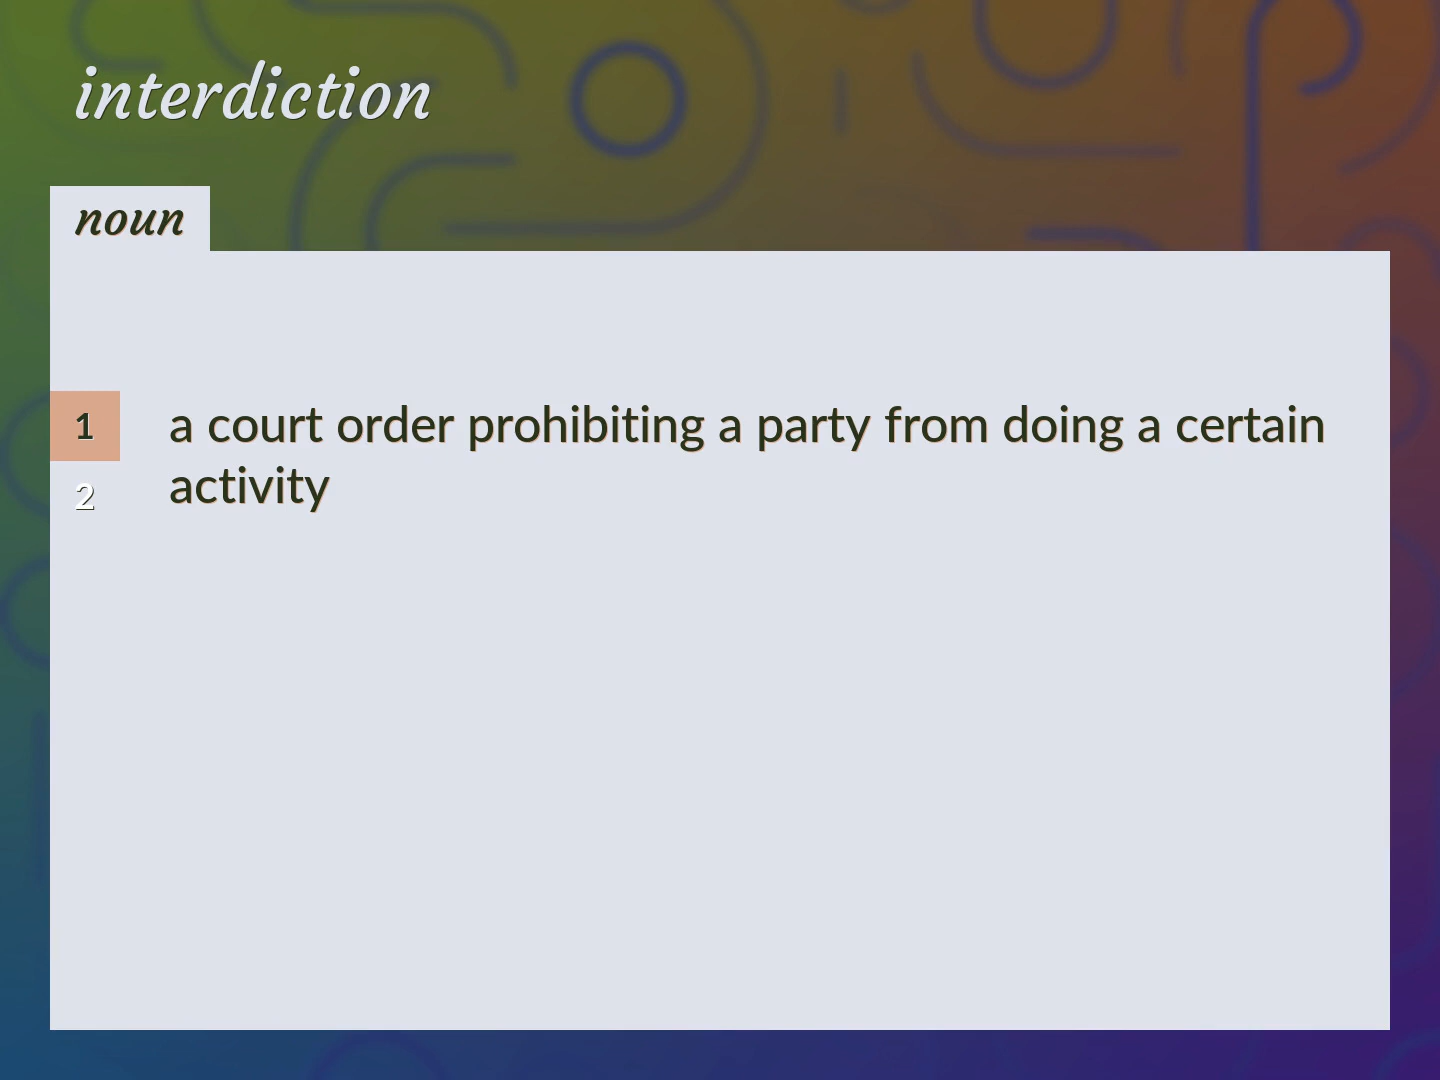 interdiction
noun
1 a court order prohibiting a party from doing a certain
2 activity